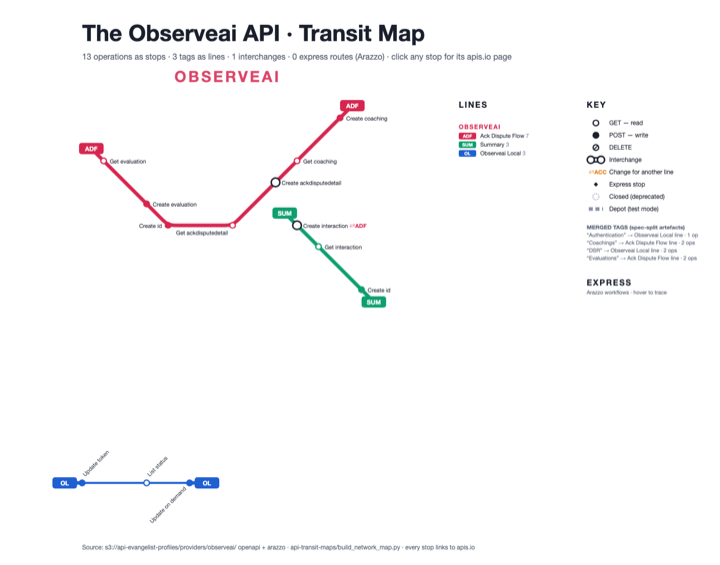 The Observeai API · Transit Map
13 operations as stops · 3 tags as lines · 1 interchanges · 0 express routes (Arazzo) · click any stop for its apis.io page
OBSERVEAI
ADF
Create coaching
ADF
Get evaluation
Get coaching
Create ackdisputedetail
Create evaluation
Create id
Get ackdisputedetail
SUM
Create interaction ⇄ADF
Get interaction
Create id
SUM
LINES
OBSERVEAI
ADF Ack Dispute Flow 7
SUM Summary 3
OL Observeai Local 3
KEY
GET — read
POST — write
DELETE
Interchange
⇄ACC Change for another line
Express stop
Closed (deprecated)
Depot (test mode)
MERGED TAGS (spec-split artefacts)
"Authentication" → Observeai Local line · 1 op
"Coachings" → Ack Dispute Flow line · 2 ops
"DSR" → Observeai Local line · 2 ops
"Evaluations" → Ack Dispute Flow line · 2 ops
EXPRESS
Arazzo workflows · hover to trace
OL
Update token
List status
Update on demand
OL
Source: s3://api-evangelist-profiles/providers/observeai/ openapi + arazzo · api-transit-maps/build_network_map.py · every stop links to apis.io